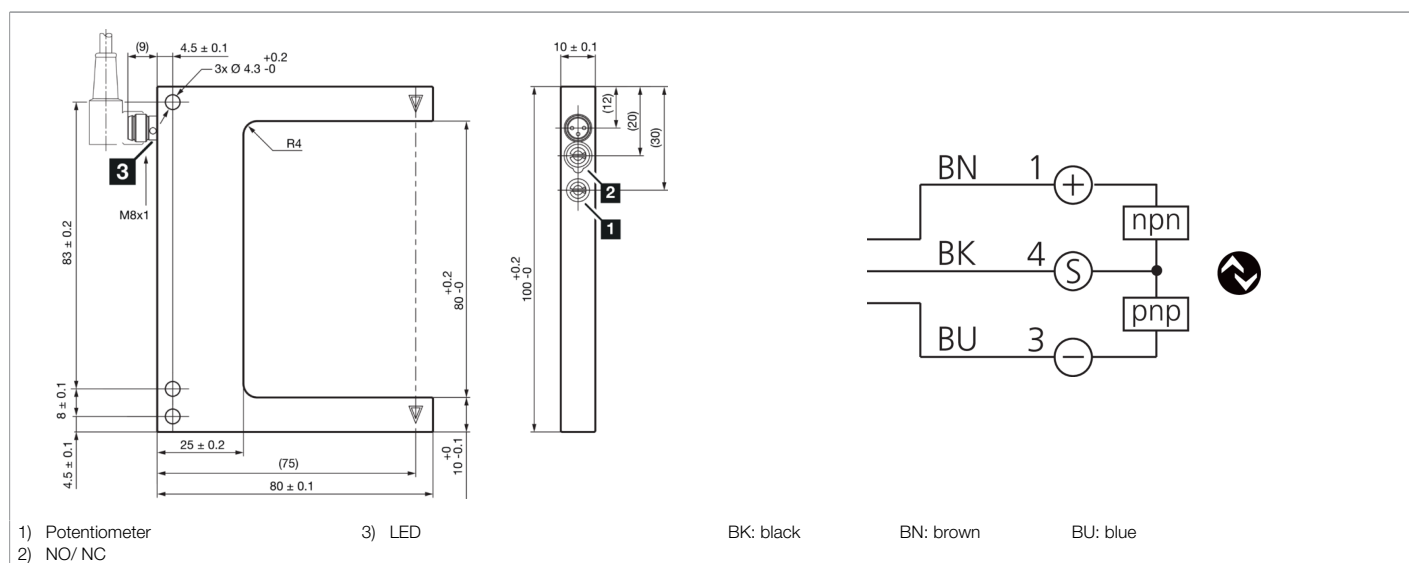 (9)
4.5 ± 0.1
3x Ø 4.3 +0.2 -0
R4
3
M8x1
83 ± 0.2
8 ± 0.1
4.5 ± 0.1
25 ± 0.2
(75)
80 ± 0.1
80 +0.2 -0
10 +0 -0.1
10 ± 0.1
(12)
(20)
(30)
2
1
100 +0.2 -0
BN 1 +
npn
BK 4 S
pnp
BU 3 −
1) Potentiometer 3) LED BK: black BN: brown BU: blue
2) NO/ NC